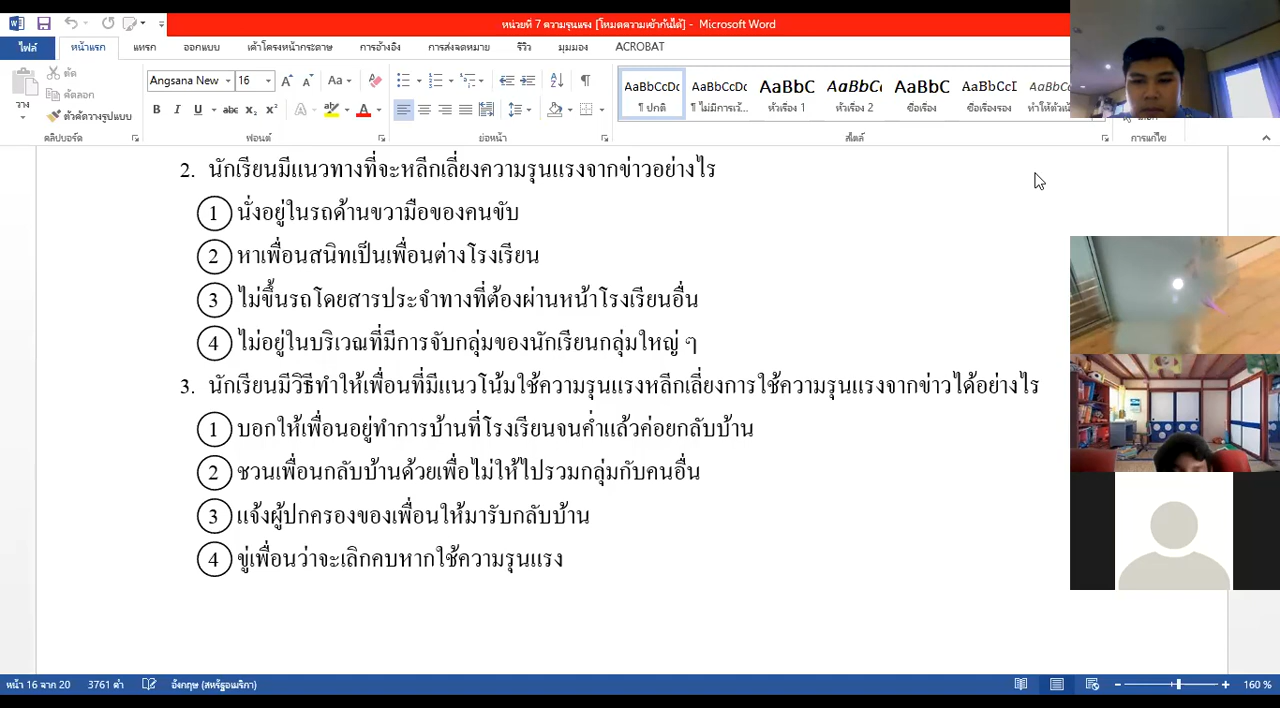 หน่วยที่ 7 ความรุนแรง [โหมดความเข้ากันได้] - Microsoft Word
ไฟล์ หน้าแรก แทรก ออกแบบ เค้าโครงหน้ากระดาษ การอ้างอิง การส่งจดหมาย รีวิว มุมมอง ACROBAT
วาง
ตัด
คัดลอก
ตัวคัดวางรูปแบบ
Angsana New 16
AaBbCcDc AaBbCcDc AaBbC AaBbC AaBbC AaBbCcI AaBbCcD
¶ ปกติ ¶ ไม่มีการเว้... หัวเรื่อง 1 หัวเรื่อง 2 ชื่อเรื่อง ชื่อเรื่องรอง ทำให้ตัวเน้...
คลิปบอร์ด ฟอนต์ ย่อหน้า สไตล์ การแก้ไข
2. นักเรียนมีแนวทางที่จะหลีกเลี่ยงความรุนแรงจากข่าวอย่างไร
1 นั่งอยู่ในรถด้านขวามือของคนขับ
2 หาเพื่อนสนิทเป็นเพื่อนต่างโรงเรียน
3 ไม่ขึ้นรถโดยสารประจำทางที่ต้องผ่านหน้าโรงเรียนอื่น
4 ไม่อยู่ในบริเวณที่มีการจับกลุ่มของนักเรียนกลุ่มใหญ่ ๆ
3. นักเรียนมีวิธีทำให้เพื่อนที่มีแนวโน้มใช้ความรุนแรงหลีกเลี่ยงการใช้ความรุนแรงจากข่าวได้อย่างไร
1 บอกให้เพื่อนอยู่ทำการบ้านที่โรงเรียนจนค่ำแล้วค่อยกลับบ้าน
2 ชวนเพื่อนกลับบ้านด้วยเพื่อไม่ให้ไปรวมกลุ่มกับคนอื่น
3 แจ้งผู้ปกครองของเพื่อนให้มารับกลับบ้าน
4 ขู่เพื่อนว่าจะเลิกคบหากใช้ความรุนแรง
หน้า 16 จาก 20 3761 คำ อังกฤษ (สหรัฐอเมริกา) 160 %